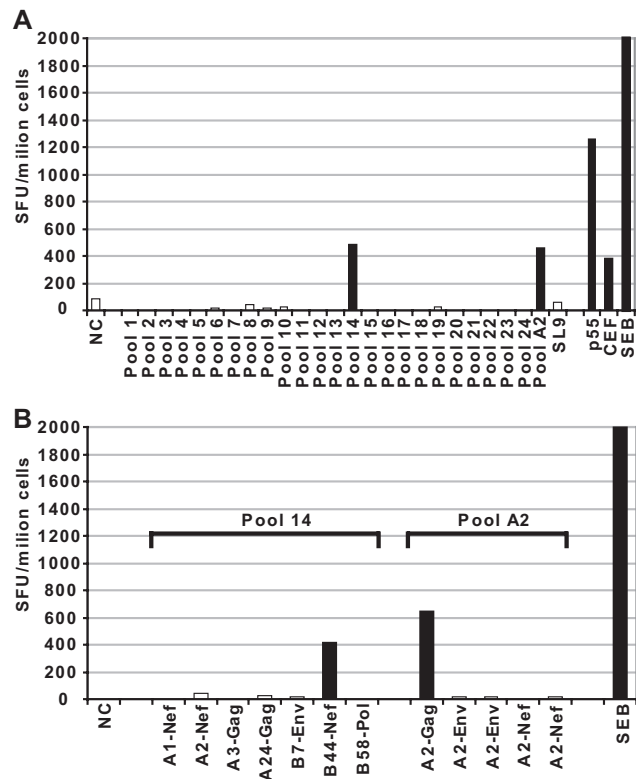 A
SFU/milion cells
2000
1800
1600
1400
1200
1000
800
600
400
200
0
NC
Pool 1
Pool 2
Pool 3
Pool 4
Pool 5
Pool 6
Pool 7
Pool 8
Pool 9
Pool 10
Pool 11
Pool 12
Pool 13
Pool 14
Pool 15
Pool 16
Pool 17
Pool 18
Pool 19
Pool 20
Pool 21
Pool 22
Pool 23
Pool 24
Pool A2
SL9
p55
CEF
SEB
B
SFU/milion cells
2000
1800
1600
1400
1200
1000
800
600
400
200
0
Pool 14
Pool A2
NC
A1-Nef
A2-Nef
A3-Gag
A24-Gag
B7-Env
B44-Nef
B58-Pol
A2-Gag
A2-Env
A2-Env
A2-Nef
A2-Nef
SEB